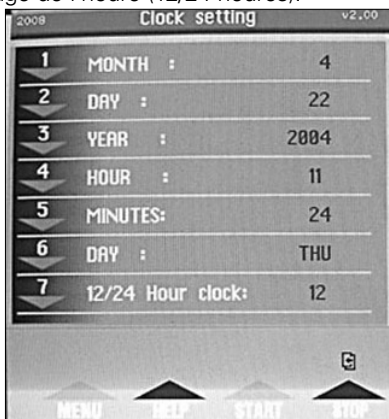 de l'heure (12/24 heures).
2008 Clock setting v2.00
1 MONTH : 4
2 DAY : 22
3 YEAR : 2004
4 HOUR : 11
5 MINUTES: 24
6 DAY : THU
7 12/24 Hour clock: 12
MENU HELP START STOP